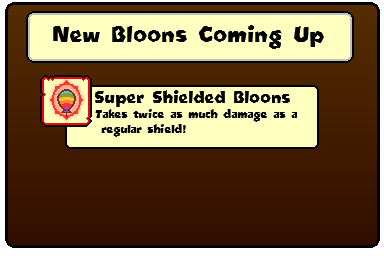 New Bloons Coming Up
Super Shielded Bloons
Takes twice as much damage as a
regular shield!